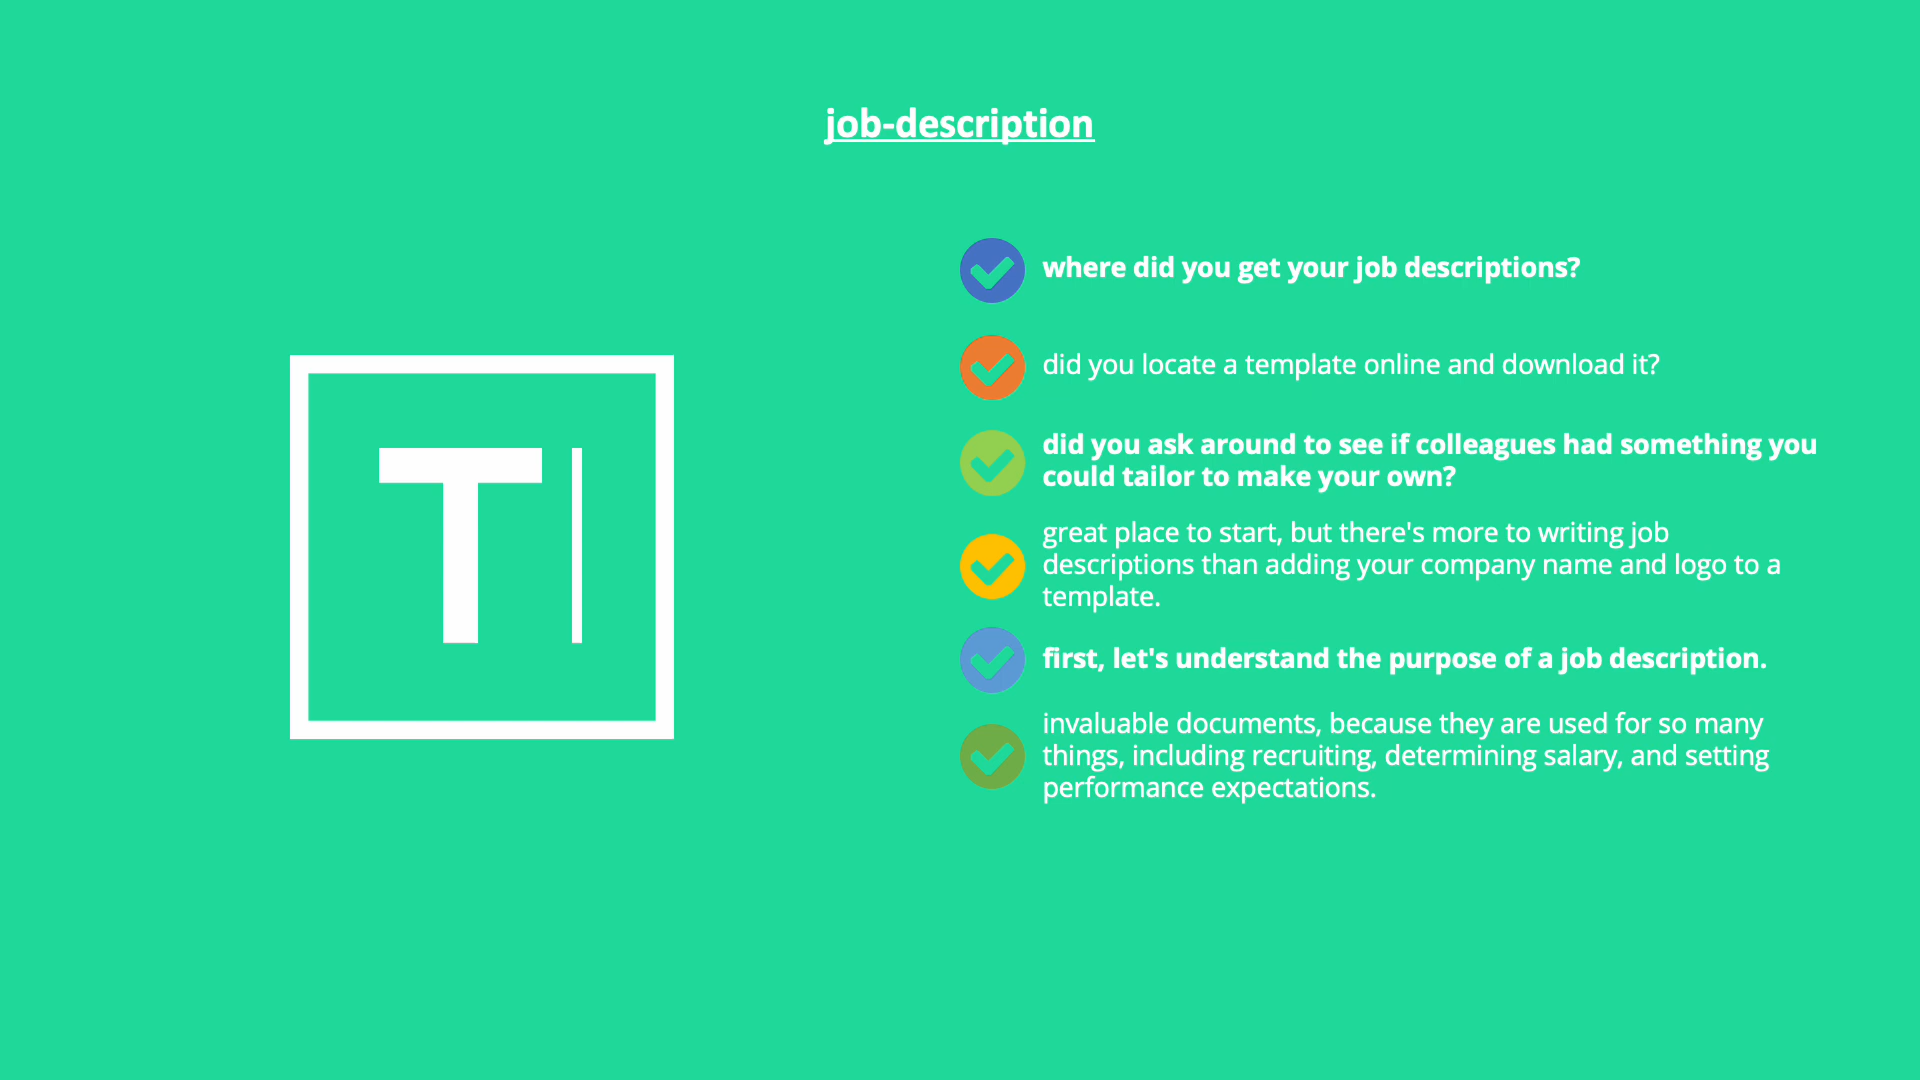 job-description
where did you get your job descriptions?
did you locate a template online and download it?
did you ask around to see if colleagues had something you
could tailor to make your own?
great place to start, but there's more to writing job
descriptions than adding your company name and logo to a
template.
first, let's understand the purpose of a job description.
invaluable documents, because they are used for so many
things, including recruiting, determining salary, and setting
performance expectations.
T